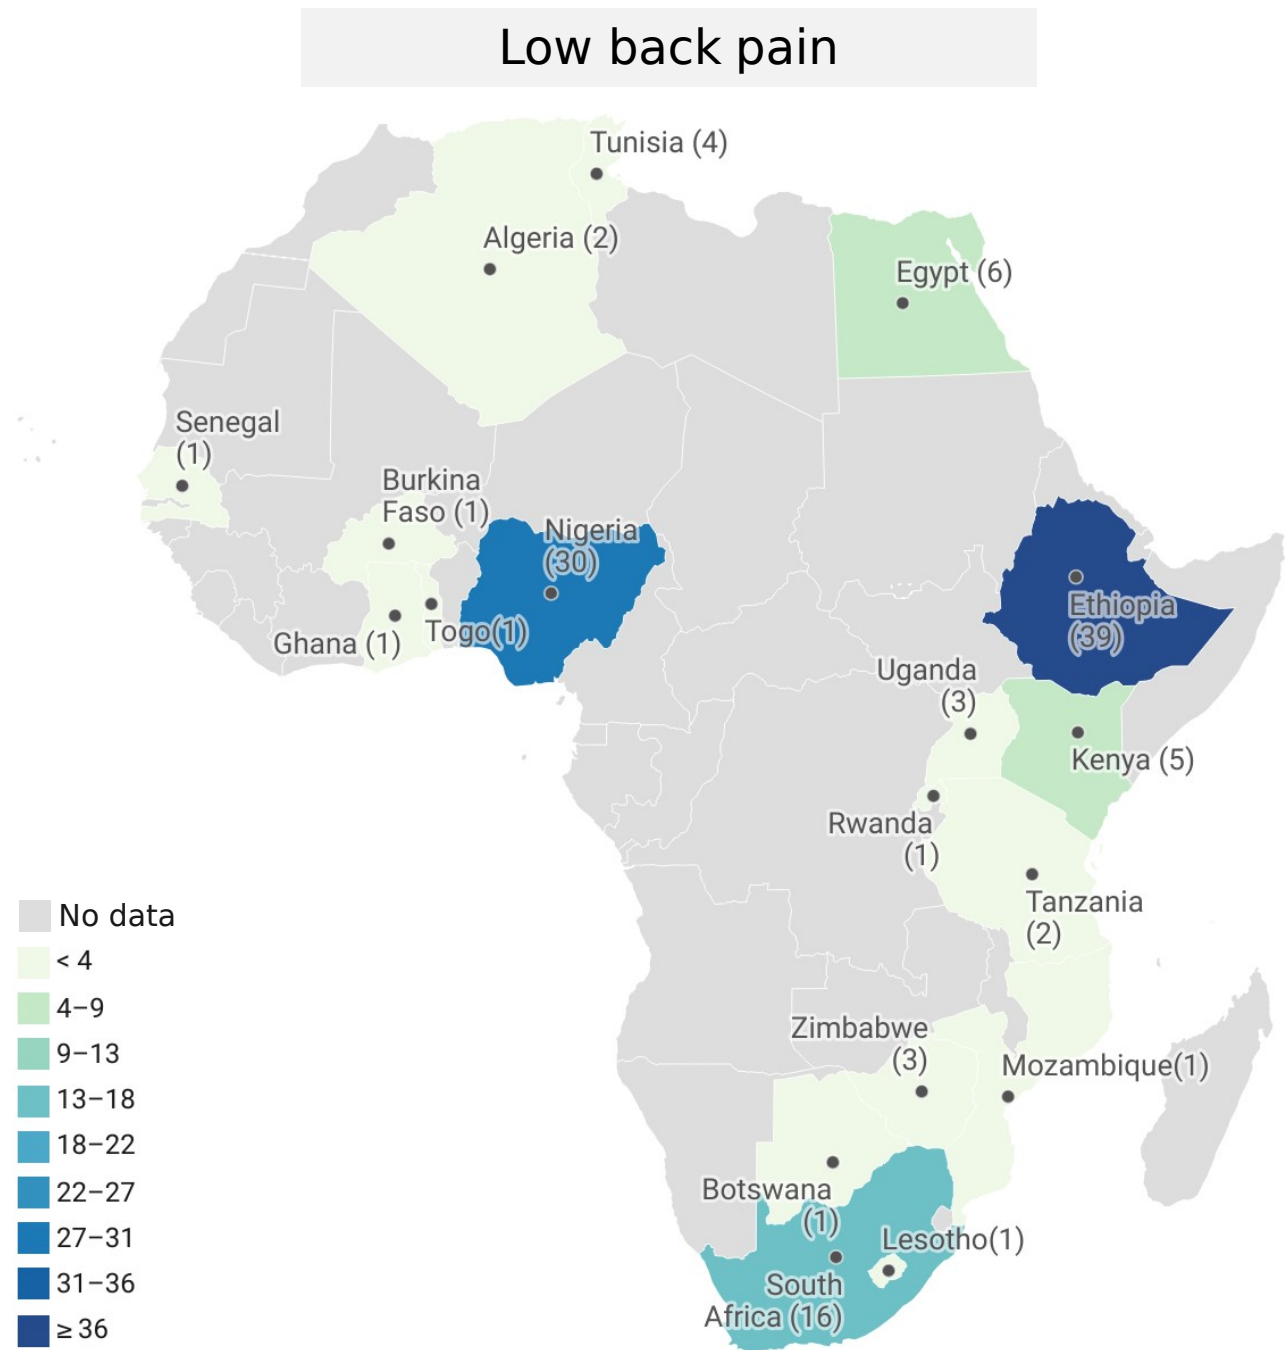 Low back pain
Tunisia (4)
Algeria (2)
Egypt (6)
Senegal
(1)
Burkina
Faso (1)
Nigeria
(30)
Ethiopia
(39)
Ghana (1)
Togo(1)
Uganda
(3)
Kenya (5)
Rwanda
(1)
Tanzania
(2)
Zimbabwe
(3)
Mozambique(1)
Botswana
(1)
Lesotho(1)
South
Africa (16)
No data
< 4
4–9
9–13
13–18
18–22
22–27
27–31
31–36
≥ 36